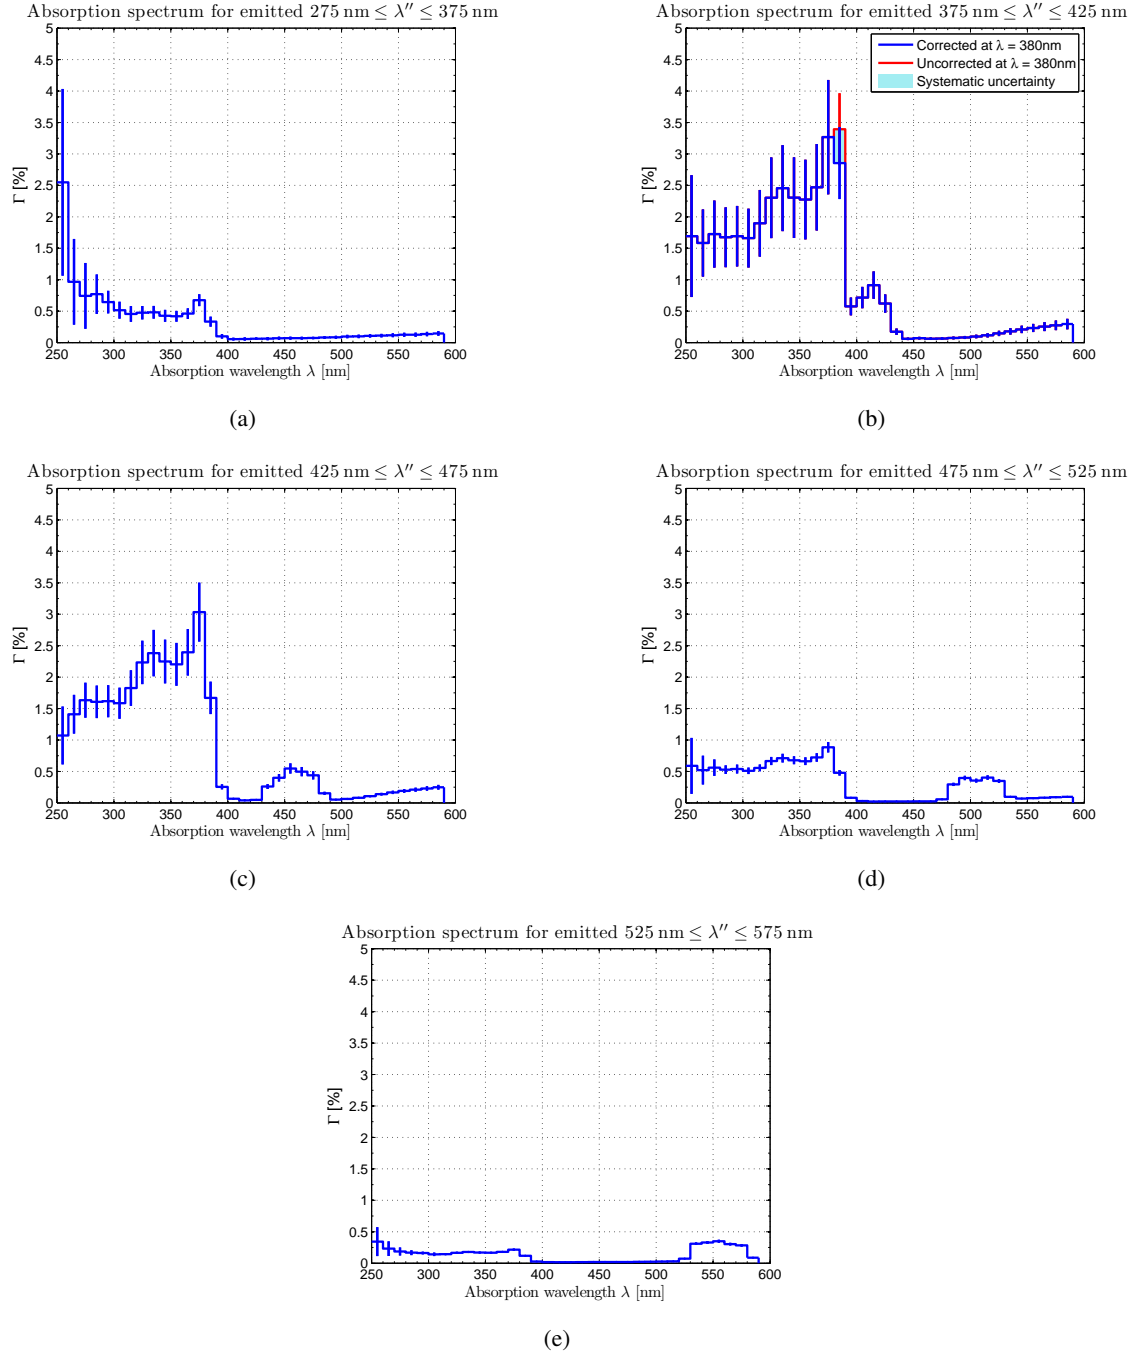 Absorption spectrum for emitted 275 nm ≤ λ″ ≤ 375 nm
5
4.5
4
3.5
3
2.5
2
1.5
1
0.5
0
Γ [%]
250 300 350 400 450 500 550 600
Absorption wavelength λ [nm]
(a)
Absorption spectrum for emitted 375 nm ≤ λ″ ≤ 425 nm
Corrected at λ = 380nm
Uncorrected at λ = 380nm
Systematic uncertainty
5
4.5
4
3.5
3
2.5
2
1.5
1
0.5
0
Γ [%]
250 300 350 400 450 500 550 600
Absorption wavelength λ [nm]
(b)
Absorption spectrum for emitted 425 nm ≤ λ″ ≤ 475 nm
5
4.5
4
3.5
3
2.5
2
1.5
1
0.5
0
Γ [%]
250 300 350 400 450 500 550 600
Absorption wavelength λ [nm]
(c)
Absorption spectrum for emitted 475 nm ≤ λ″ ≤ 525 nm
5
4.5
4
3.5
3
2.5
2
1.5
1
0.5
0
Γ [%]
250 300 350 400 450 500 550 600
Absorption wavelength λ [nm]
(d)
Absorption spectrum for emitted 525 nm ≤ λ″ ≤ 575 nm
5
4.5
4
3.5
3
2.5
2
1.5
1
0.5
0
Γ [%]
250 300 350 400 450 500 550 600
Absorption wavelength λ [nm]
(e)